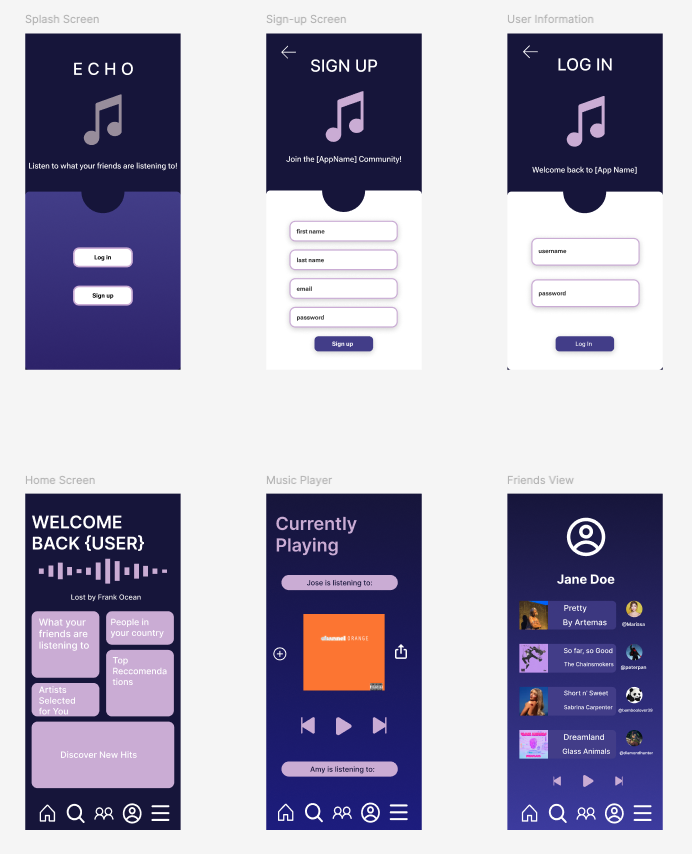 Splash Screen
ECHO
Listen to what your friends are listening to!
Log in
Sign up
Sign-up Screen
SIGN UP
Join the [AppName] Community!
first name
last name
email
password
Sign up
User Information
LOG IN
Welcome back to [App Name]
username
password
Log In
Home Screen
WELCOME
BACK {USER}
Lost by Frank Ocean
What your
friends are
listening to
People in
your country
Top
Reccomenda
tions
Artists
Selected
for You
Discover New Hits
Music Player
Currently
Playing
Jose is listening to:
channel ORANGE
Amy is listening to:
Friends View
Jane Doe
Pretty
By Artemas
@Marissa
So far, so Good
The Chainsmokers
@peterpan
Short n' Sweet
Sabrina Carpenter
Dreamland
Glass Animals